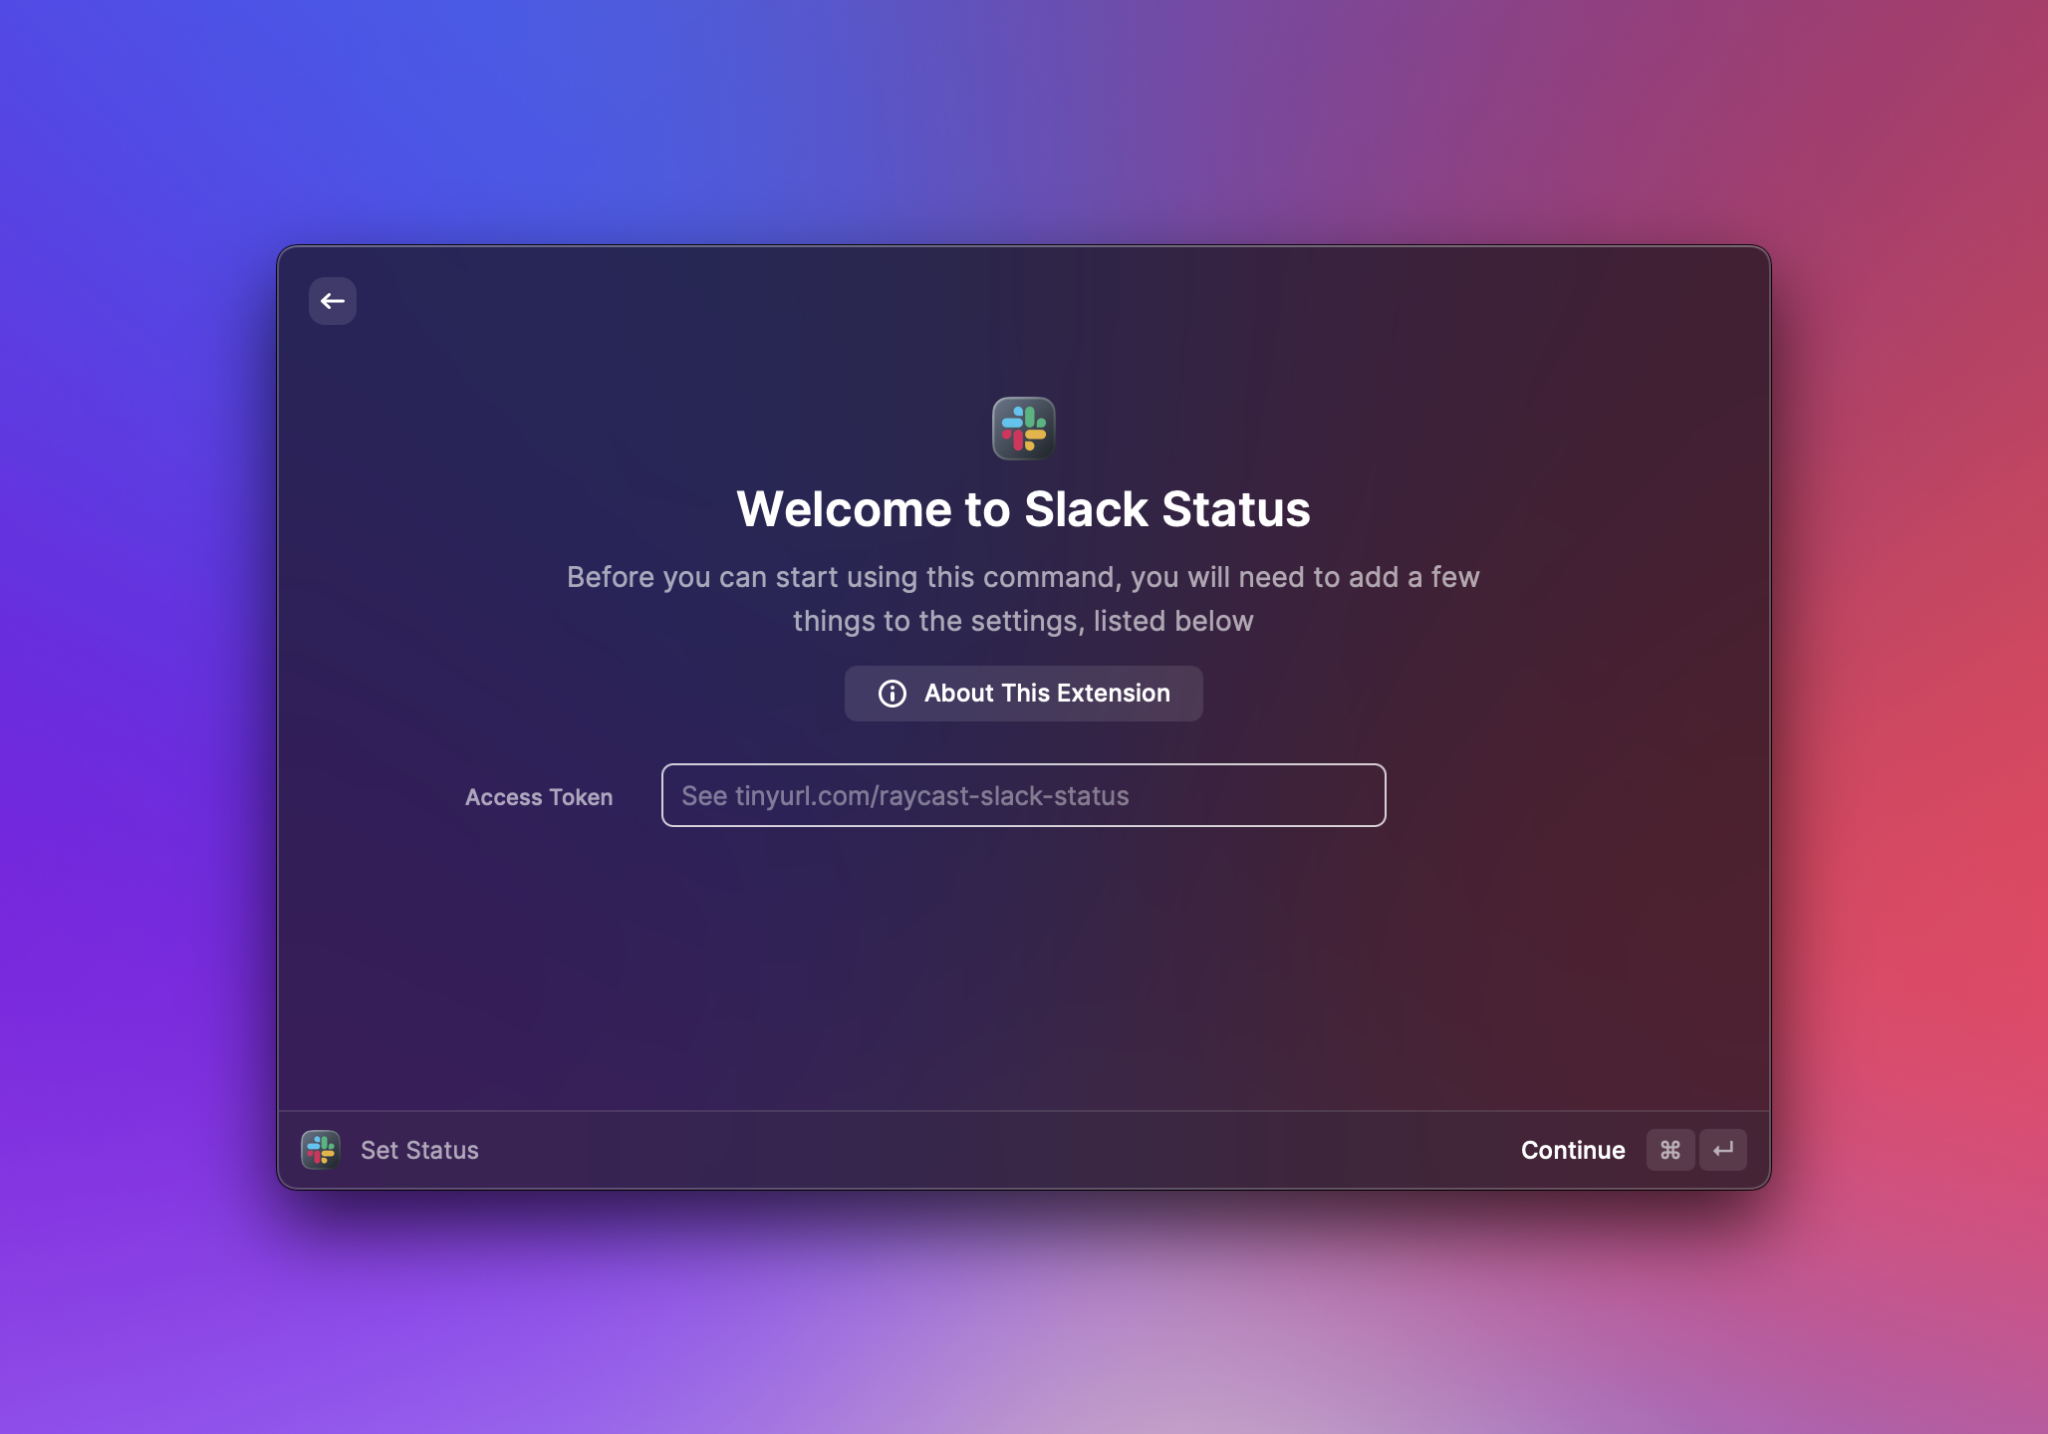 Welcome to Slack Status
Before you can start using this command, you will need to add a few
things to the settings, listed below
About This Extension
Access Token
See tinyurl.com/raycast-slack-status
Set Status
Continue ⌘ ↵